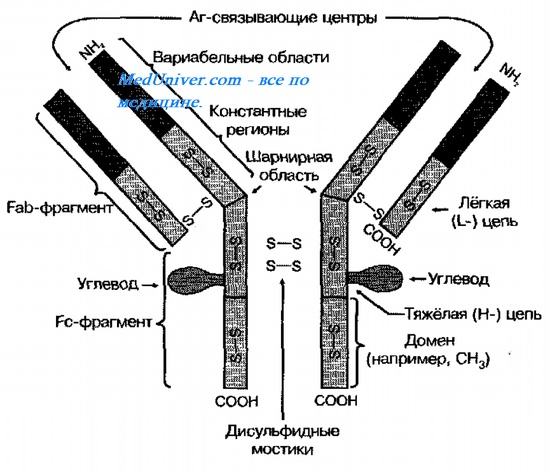 Аг-связывающие центры
NH₂
Вариабельные области
MedUniver.com - все по
медицине.
Константные
регионы
Шарнирная
область
NH₂
S—S
S—S
S—S
S—S
Fab-фрагмент
S—S
S—S
COOH
Лёгкая
(L-) цепь
S—S
S—S
S—S
S—S
Углевод
Углевод
Fc-фрагмент
Тяжёлая (H-) цепь
S—S
S—S
Домен
(например, CH₃)
COOH
COOH
Дисульфидные
мостики